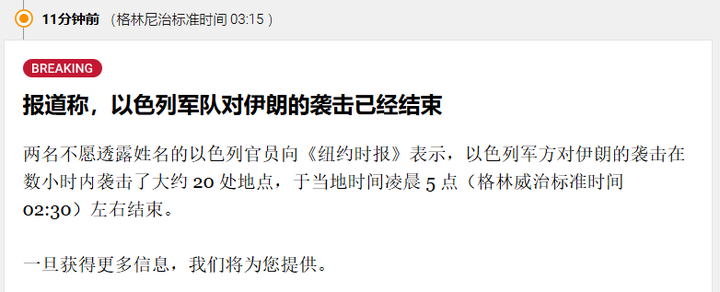 11分钟前 （格林尼治标准时间 03:15 ）
BREAKING
报道称，以色列军队对伊朗的袭击已经结束
两名不愿透露姓名的以色列官员向《纽约时报》表示，以色列军方对伊朗的袭击在
数小时内袭击了大约 20 处地点，于当地时间凌晨 5 点（格林威治标准时间
02:30）左右结束。
一旦获得更多信息，我们将为您提供。